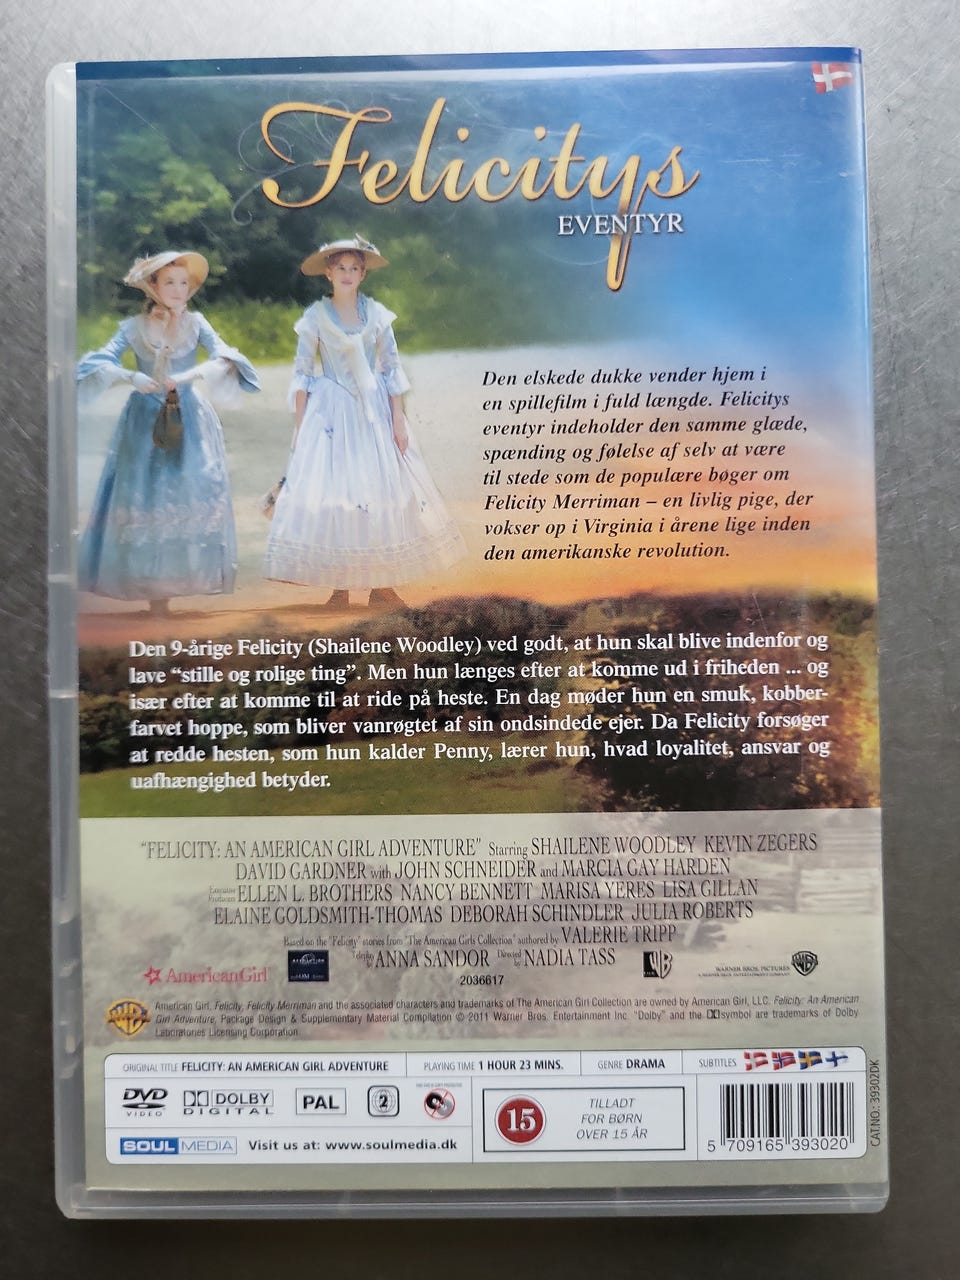 Felicitys
EVENTYR
Den elskede dukke vender hjem i
en spillefilm i fuld længde. Felicitys
eventyr indeholder den samme glæde,
spænding og følelse af selv at være
til stede som de populære bøger om
Felicity Merriman – en livlig pige, der
vokser op i Virginia i årene lige inden
den amerikanske revolution.
Den 9-årige Felicity (Shailene Woodley) ved godt, at hun skal blive indenfor og
lave “stille og rolige ting”. Men hun længes efter at komme ud i friheden ... og
især efter at komme til at ride på heste. En dag møder hun en smuk, kobber-
farvet hoppe, som bliver vanrøgtet af sin ondsindede ejer. Da Felicity forsøger
at redde hesten, som hun kalder Penny, lærer hun, hvad loyalitet, ansvar og
uafhængighed betyder.
“FELICITY: AN AMERICAN GIRL ADVENTURE” Starring SHAILENE WOODLEY KEVIN ZEGERS
DAVID GARDNER with JOHN SCHNEIDER and MARCIA GAY HARDEN
Executive Producers ELLEN L. BROTHERS NANCY BENNETT MARISA YERES LISA GILLAN
ELAINE GOLDSMITH-THOMAS DEBORAH SCHINDLER JULIA ROBERTS
Based on the "Felicity" stories from "The American Girls Collection" authored by VALERIE TRIPP
ANNA SANDOR Directed by NADIA TASS
American Girl
WARNER BROS. PICTURES
2036617
American Girl, Felicity, Felicity Merriman and the associated characters and trademarks of The American Girl Collection are owned by American Girl, LLC. Felicity: An American
Girl Adventure, Package Design & Supplementary Material Compilation © 2011 Warner Bros. Entertainment Inc. "Dolby" and the symbol are trademarks of Dolby
Laboratories Licensing Corporation.
ORIGINAL TITLE FELICITY: AN AMERICAN GIRL ADVENTURE PLAYING TIME 1 HOUR 23 MINS. GENRE DRAMA SUBTITLES
DVD VIDEO DOLBY DIGITAL PAL 2
15 TILLADT
FOR BØRN
OVER 15 ÅR
SOUL MEDIA Visit us at: www.soulmedia.dk
5 709165 393020
CAT.NO.: 39302DK